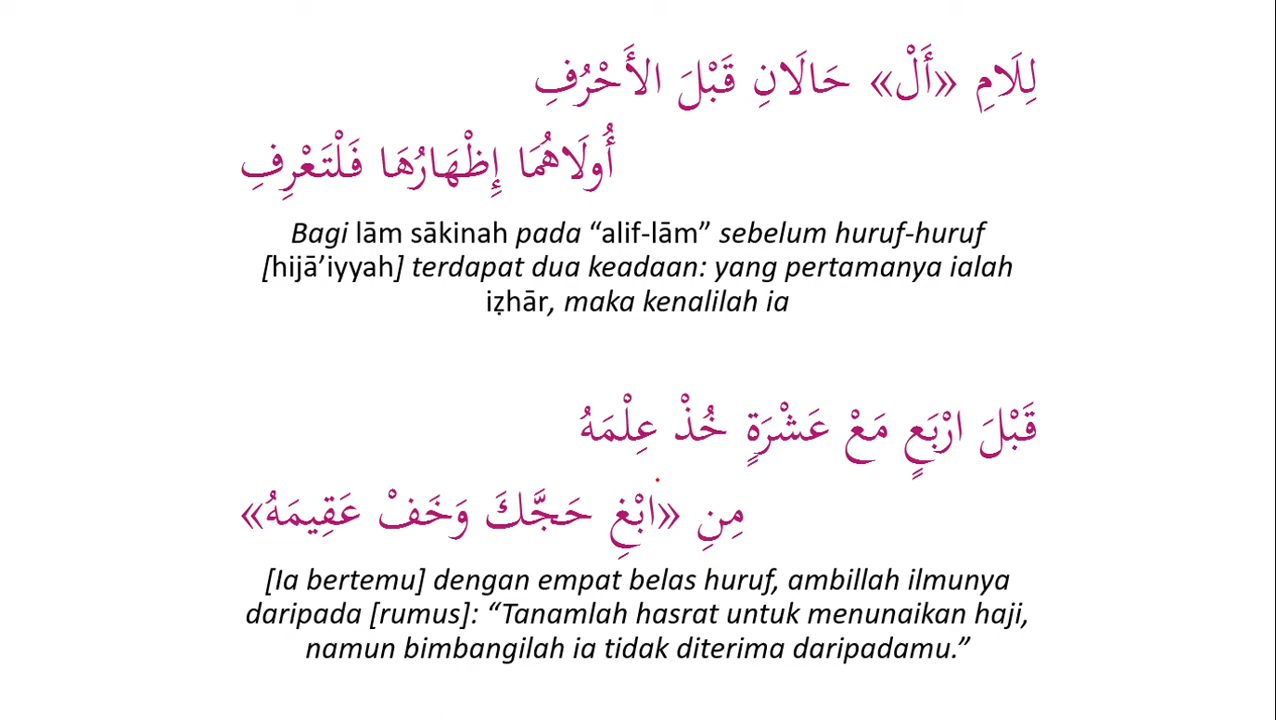 لِلَامِ «أَلْ» حَالَانِ قَبْلَ الأَحْرُفِ
أُولَاهُمَا إِظْهَارُهَا فَلْتَعْرِفِ
Bagi lām sākinah pada “alif-lām” sebelum huruf-huruf
[hijā’iyyah] terdapat dua keadaan: yang pertamanya ialah
iẓhār, maka kenalilah ia
قَبْلَ ارْبَعٍ مَعْ عَشْرَةٍ خُذْ عِلْمَهُ
مِنِ «ابْغِ حَجَّكَ وَخَفْ عَقِيمَهُ»
[Ia bertemu] dengan empat belas huruf, ambillah ilmunya
daripada [rumus]: “Tanamlah hasrat untuk menunaikan haji,
namun bimbangilah ia tidak diterima daripadamu.”